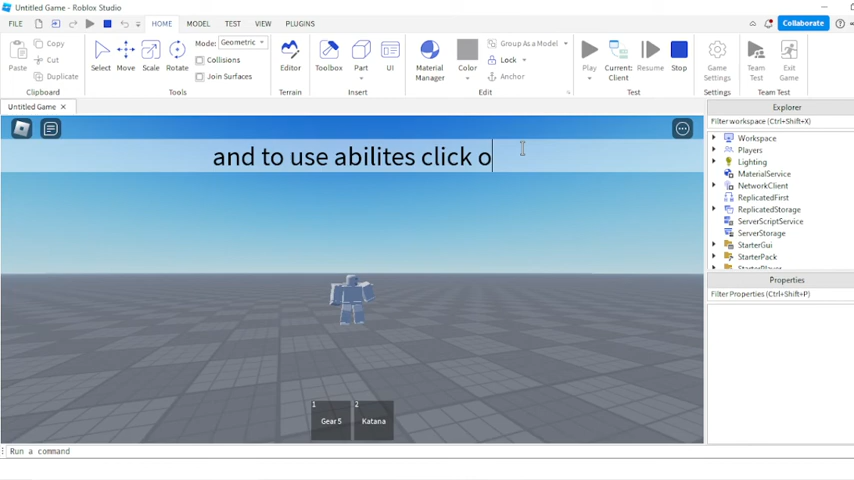 Untitled Game - Roblox Studio
FILE
HOME
MODEL
TEST
VIEW
PLUGINS
Collaborate
Paste
Copy
Cut
Duplicate
Clipboard
Select
Move
Scale
Rotate
Mode: Geometric
Collisions
Join Surfaces
Tools
Editor
Terrain
Toolbox
Part
UI
Insert
Material Manager
Color
Group As a Model
Lock
Anchor
Edit
Play
Current: Client
Resume
Stop
Test
Game Settings
Settings
Team Test
Exit Game
Team Test
Untitled Game
Explorer
Filter workspace (Ctrl+Shift+X)
Workspace
Players
Lighting
MaterialService
NetworkClient
ReplicatedFirst
ReplicatedStorage
ServerScriptService
ServerStorage
StarterGui
StarterPack
StarterPlayer
Properties
Filter Properties (Ctrl+Shift+P)
and to use abilites click o
1
Gear 5
2
Katana
Run a command